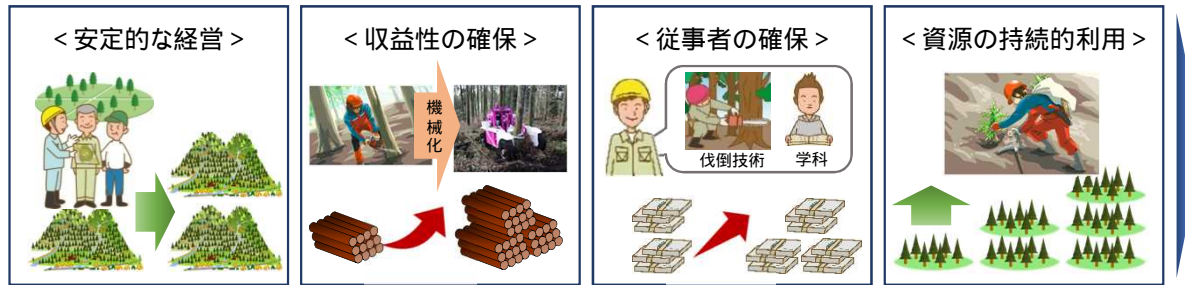 ＜安定的な経営＞
＜収益性の確保＞
機械化
＜従事者の確保＞
伐倒技術
学科
＜資源の持続的利用＞